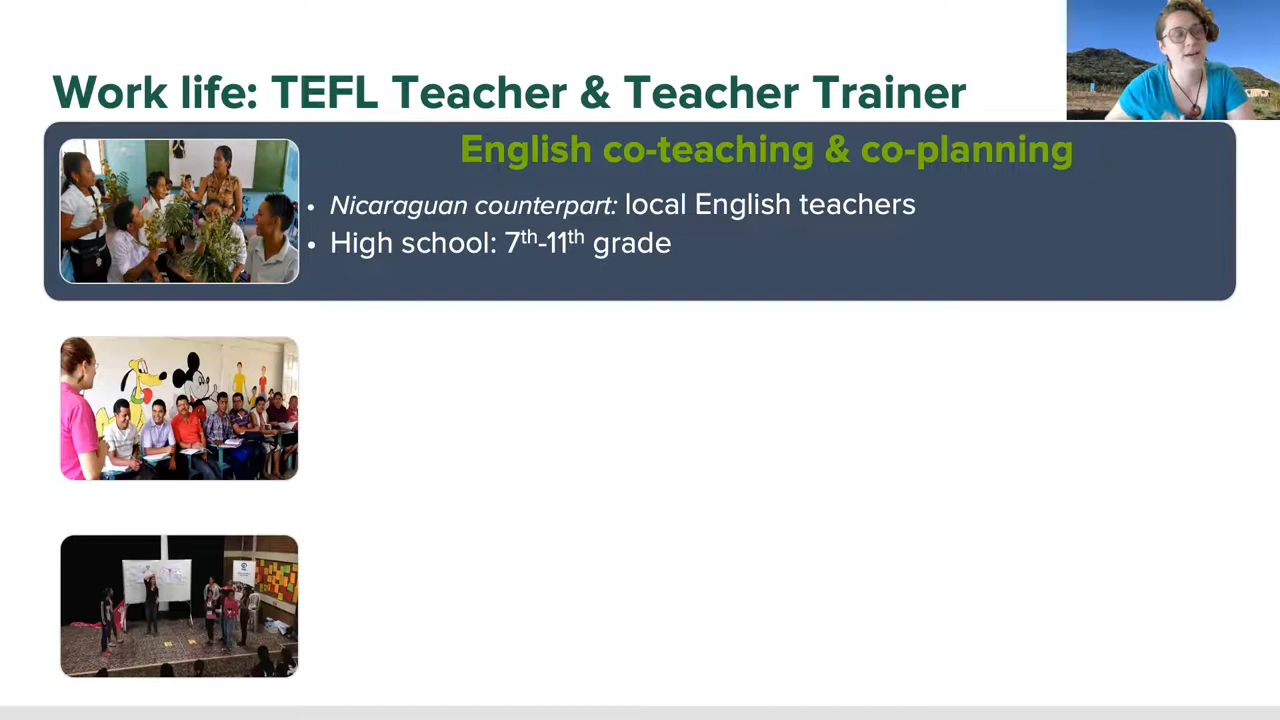 Work life: TEFL Teacher & Teacher Trainer
English co-teaching & co-planning
• Nicaraguan counterpart: local English teachers
• High school: 7th-11th grade